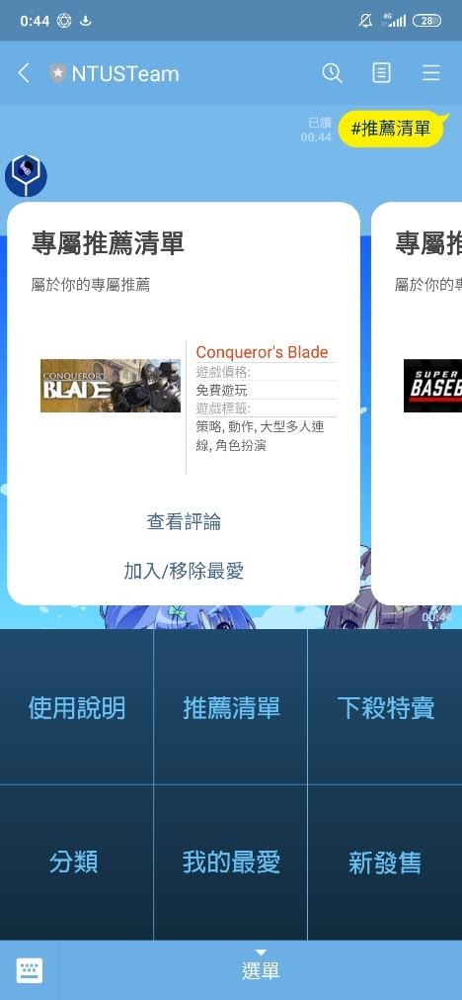 0:44
4G
28
NTUSTeam
已讀
00:44
#推薦清單
專屬推薦清單
屬於你的專屬推薦
CONQUEROR'S
BLADE
Conqueror's Blade
遊戲價格:
免費遊玩
遊戲標籤:
策略, 動作, 大型多人連
線, 角色扮演
查看評論
加入/移除最愛
專屬推
屬於你的
SUPER
BASEB
00:44
使用說明
推薦清單
下殺特賣
分類
我的最愛
新發售
選單